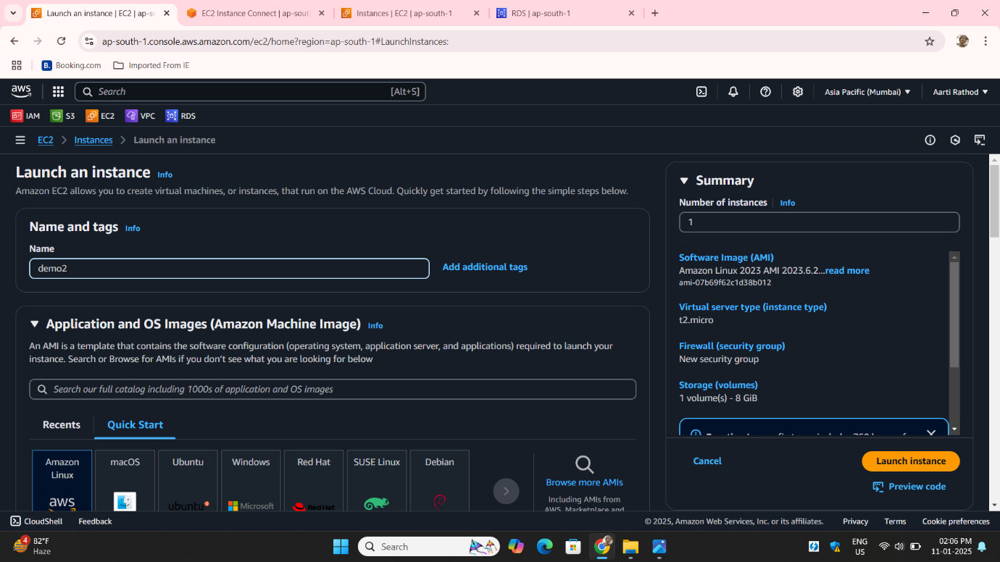 Launch an instance | EC2 | ap-sc
EC2 Instance Connect | ap-sout
Instances | EC2 | ap-south-1
RDS | ap-south-1
ap-south-1.console.aws.amazon.com/ec2/home?region=ap-south-1#LaunchInstances:
B. Booking.com
Imported From IE
aws
Search
[Alt+S]
Asia Pacific (Mumbai)
Aarti Rathod
IAM
S3
EC2
VPC
RDS
EC2 > Instances > Launch an instance
Launch an instance Info
Amazon EC2 allows you to create virtual machines, or instances, that run on the AWS Cloud. Quickly get started by following the simple steps below.
Name and tags Info
Name
demo2
Add additional tags
Application and OS Images (Amazon Machine Image) Info
An AMI is a template that contains the software configuration (operating system, application server, and applications) required to launch your
instance. Search or Browse for AMIs if you don't see what you are looking for below
Search our full catalog including 1000s of application and OS images
Recents
Quick Start
Amazon
Linux
aws
macOS
Ubuntu
ubuntu
Windows
Microsoft
Red Hat
Red Hat
SUSE Linux
Debian
Browse more AMIs
Including AMIs from
AWS, Marketplace and
Summary
Number of instances Info
1
Software Image (AMI)
Amazon Linux 2023 AMI 2023.6.2...read more
ami-07b69f62c1d38b012
Virtual server type (instance type)
t2.micro
Firewall (security group)
New security group
Storage (volumes)
1 volume(s) - 8 GiB
Cancel
Launch instance
Preview code
CloudShell
Feedback
© 2025, Amazon Web Services, Inc. or its affiliates.
Privacy
Terms
Cookie preferences
4
82°F
Haze
Search
ENG
US
02:06 PM
11-01-2025